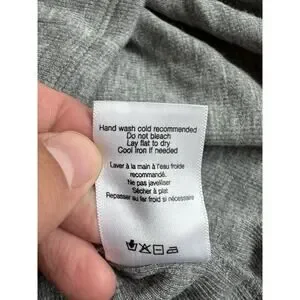 Hand wash cold recommended
Do not bleach
Lay flat to dry
Cool iron if needed
Laver à la main à l'eau froide
recommandé.
Ne pas javelliser
Sècher à plat
Repasser au fer froid si nécessaire